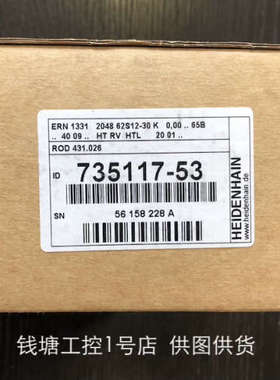 ERN 1331 2048 62S12-30 K 0,00 .. 65B
.. 40 09 .. HT RV HTL 20 01 ..
ROD 431.026
ID 735117-53
SN 56 158 228 A
HEIDENHAIN
www.heidenhain.de
钱塘工控1号店 供图供货